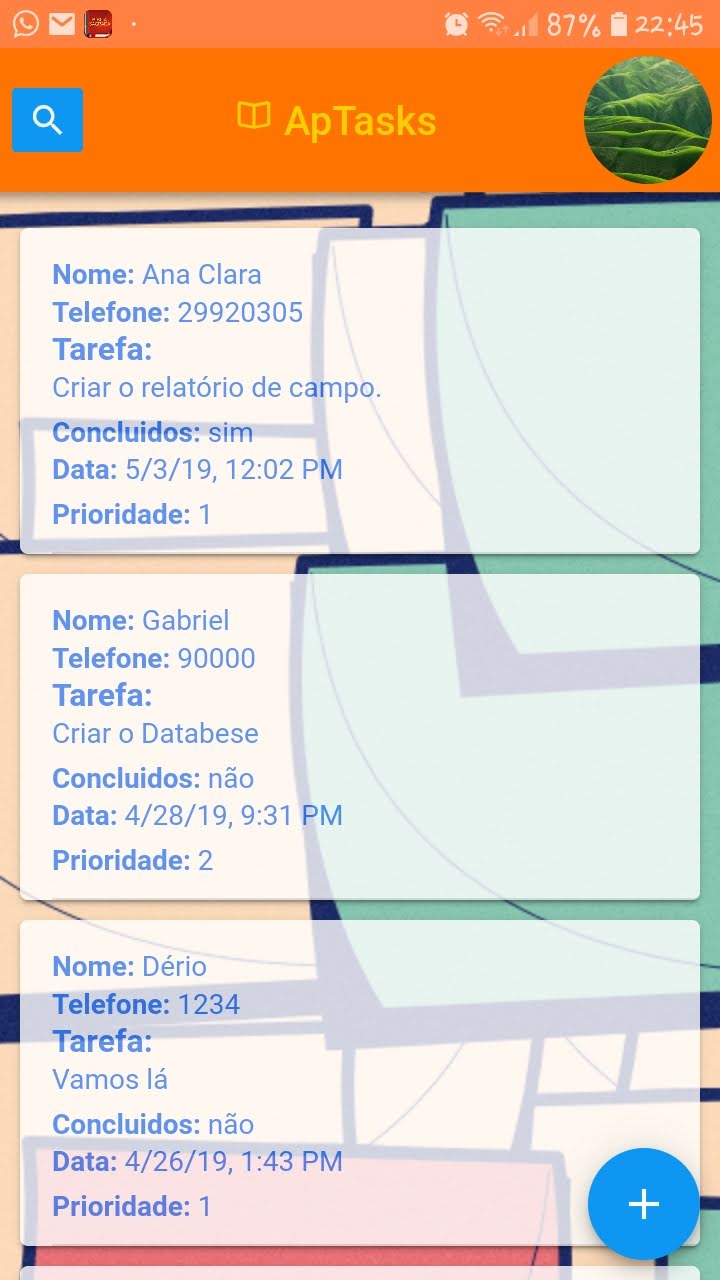 87% 22:45
ApTasks
Nome: Ana Clara
Telefone: 29920305
Tarefa:
Criar o relatório de campo.
Concluidos: sim
Data: 5/3/19, 12:02 PM
Prioridade: 1
Nome: Gabriel
Telefone: 90000
Tarefa:
Criar o Databese
Concluidos: não
Data: 4/28/19, 9:31 PM
Prioridade: 2
Nome: Dério
Telefone: 1234
Tarefa:
Vamos lá
Concluidos: não
Data: 4/26/19, 1:43 PM
Prioridade: 1